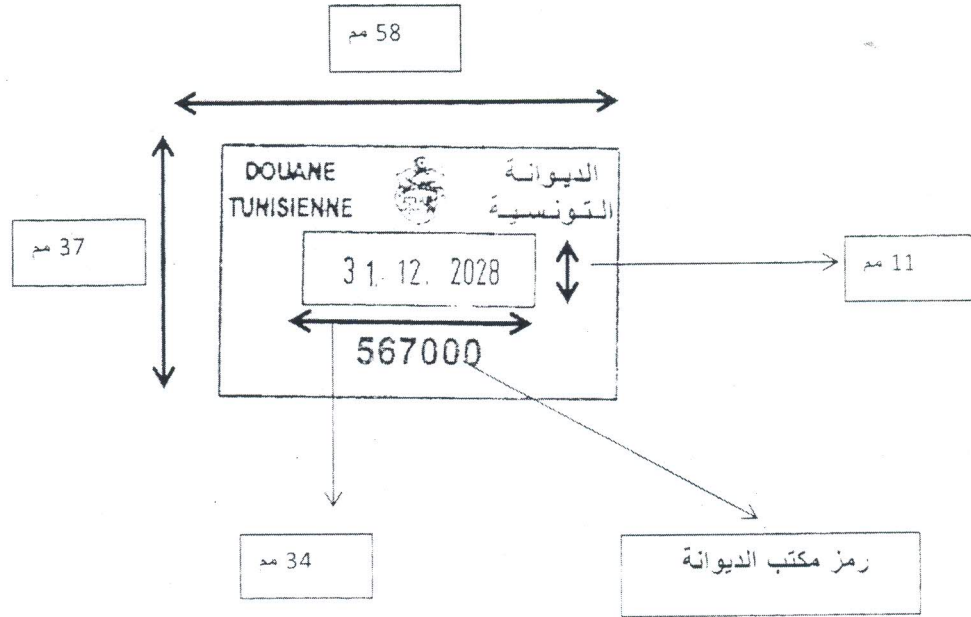 58 مم
DOUANE
TUNISIENNE
الديوانة
التونسية
37 مم
31. 12. 2028
11 مم
567000
34 مم
رمز مكتب الديوانة